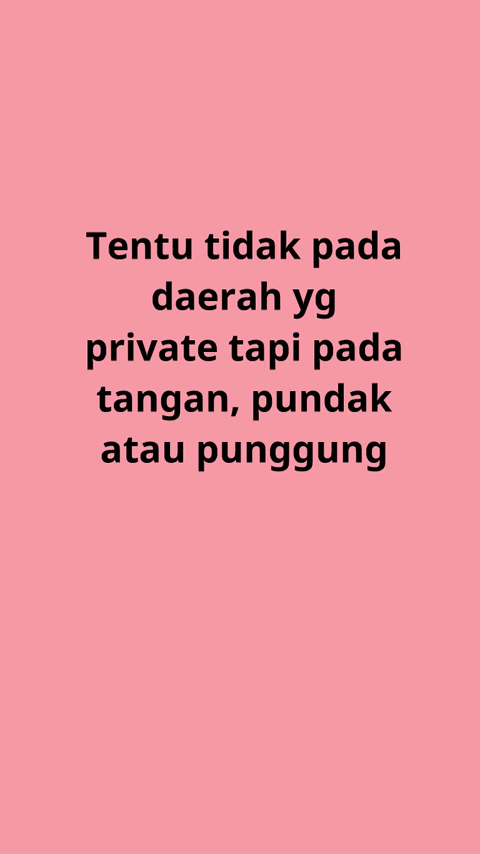 Tentu tidak pada
daerah yg
private tapi pada
tangan, pundak
atau punggung